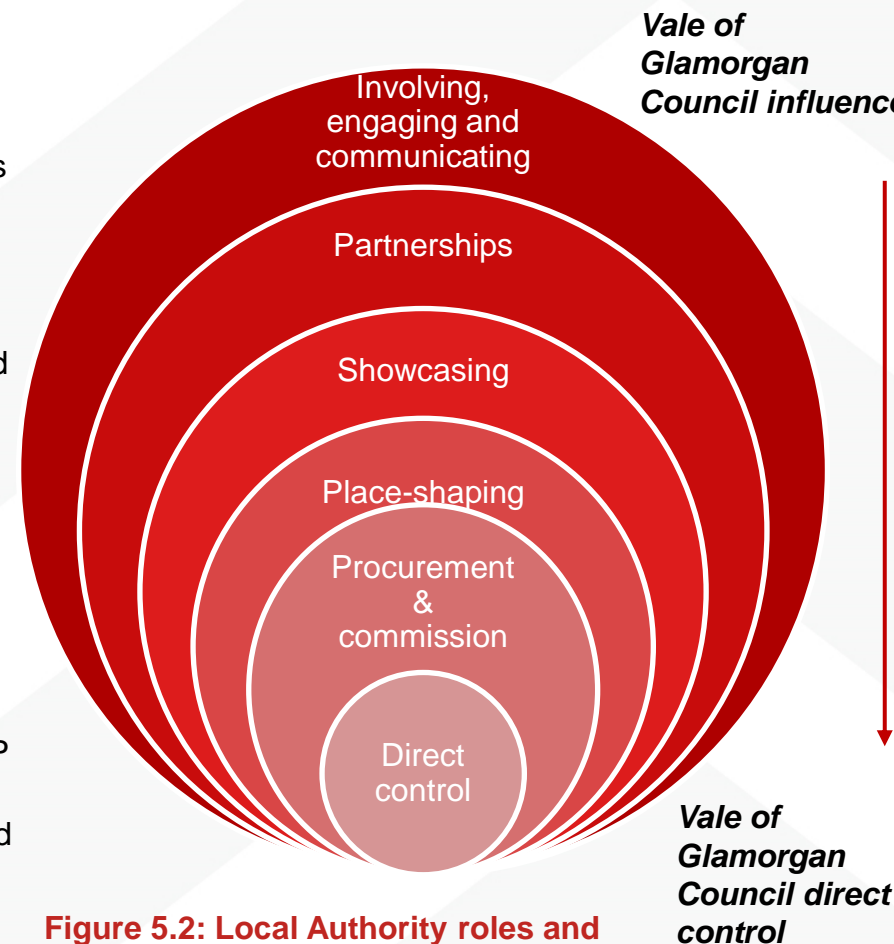 Vale of
Glamorgan
Council influence
Involving,
engaging and
communicating
s
Partnerships
d
Showcasing
Place-shaping
Procurement
&
commission
P
Direct
control
d
Vale of
Glamorgan
Council direct
control
Figure 5.2: Local Authority roles and